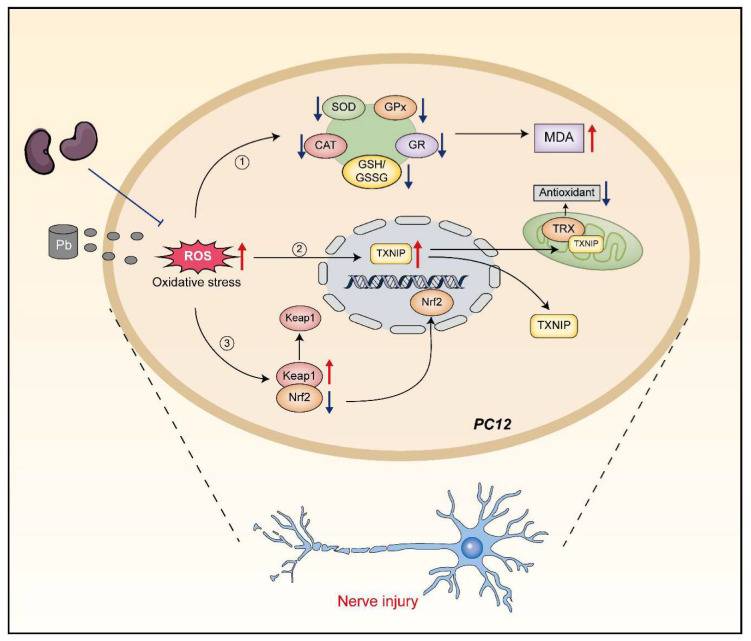 SOD
GPx
CAT
GR
GSH/
GSSG
MDA
①
Antioxidant
TRX
TXNIP
Pb
ROS
Oxidative stress
②
TXNIP
Nrf2
TXNIP
Keap1
③
Keap1
Nrf2
PC12
Nerve injury